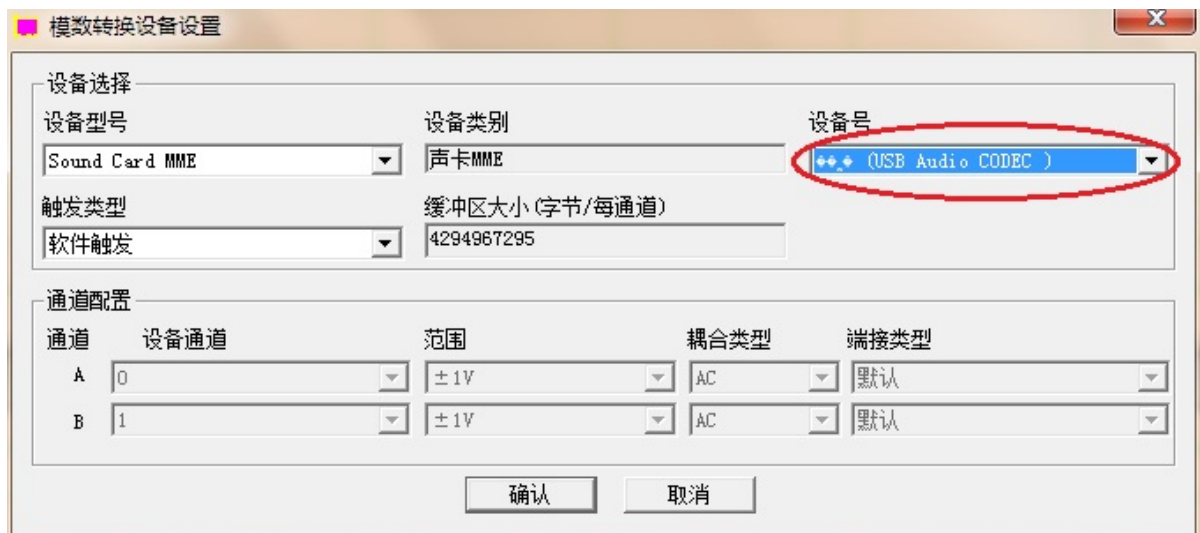 模数转换设备设置
设备选择
设备型号 设备类别 设备号
Sound Card MME 声卡MME (USB Audio CODEC )
触发类型 缓冲区大小(字节/每通道)
软件触发 4294967295
通道配置
通道 设备通道 范围 耦合类型 端接类型
A 0 ±1V AC 默认
B 1 ±1V AC 默认
确认 取消